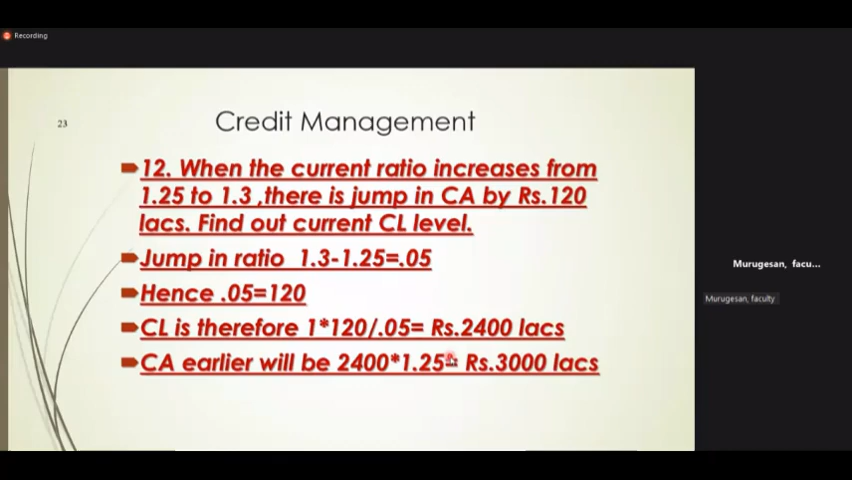 Recording
23
Credit Management
12. When the current ratio increases from
1.25 to 1.3 ,there is jump in CA by Rs.120
lacs. Find out current CL level.
Jump in ratio 1.3-1.25=.05
Hence .05=120
CL is therefore 1*120/.05= Rs.2400 lacs
CA earlier will be 2400*1.25= Rs.3000 lacs
Murugesan, facu...
Murugesan, faculty